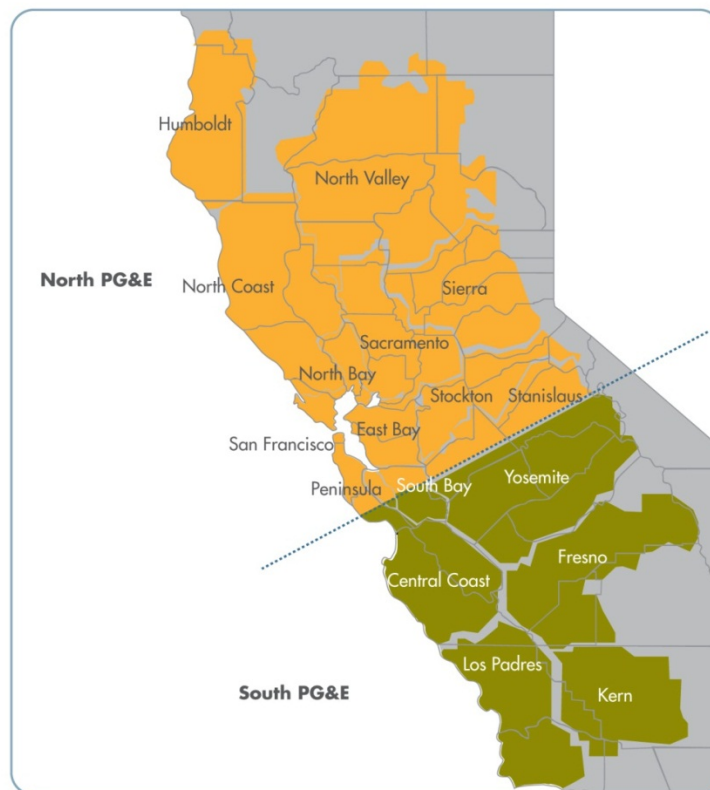 Humboldt
North Valley
North PG&E
North Coast
Sierra
Sacramento
North Bay
Stockton
Stanislaus
East Bay
San Francisco
Peninsula
South Bay
Yosemite
Fresno
Central Coast
Los Padres
South PG&E
Kern